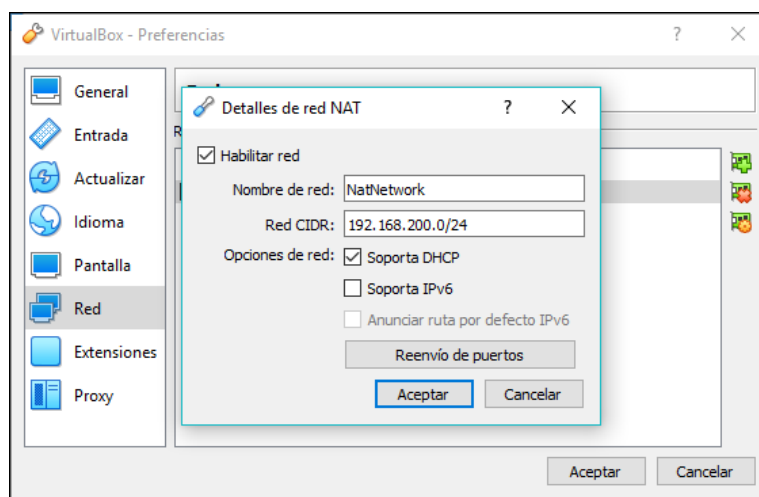 VirtualBox - Preferencias ?
General
Entrada
Actualizar
Idioma
Pantalla
Red
Extensiones
Proxy
Detalles de red NAT ?
Habilitar red
Nombre de red: NatNetwork
Red CIDR: 192.168.200.0/24
Opciones de red: Soporta DHCP
Soporta IPv6
Anunciar ruta por defecto IPv6
Reenvío de puertos
Aceptar Cancelar
Aceptar Cancelar